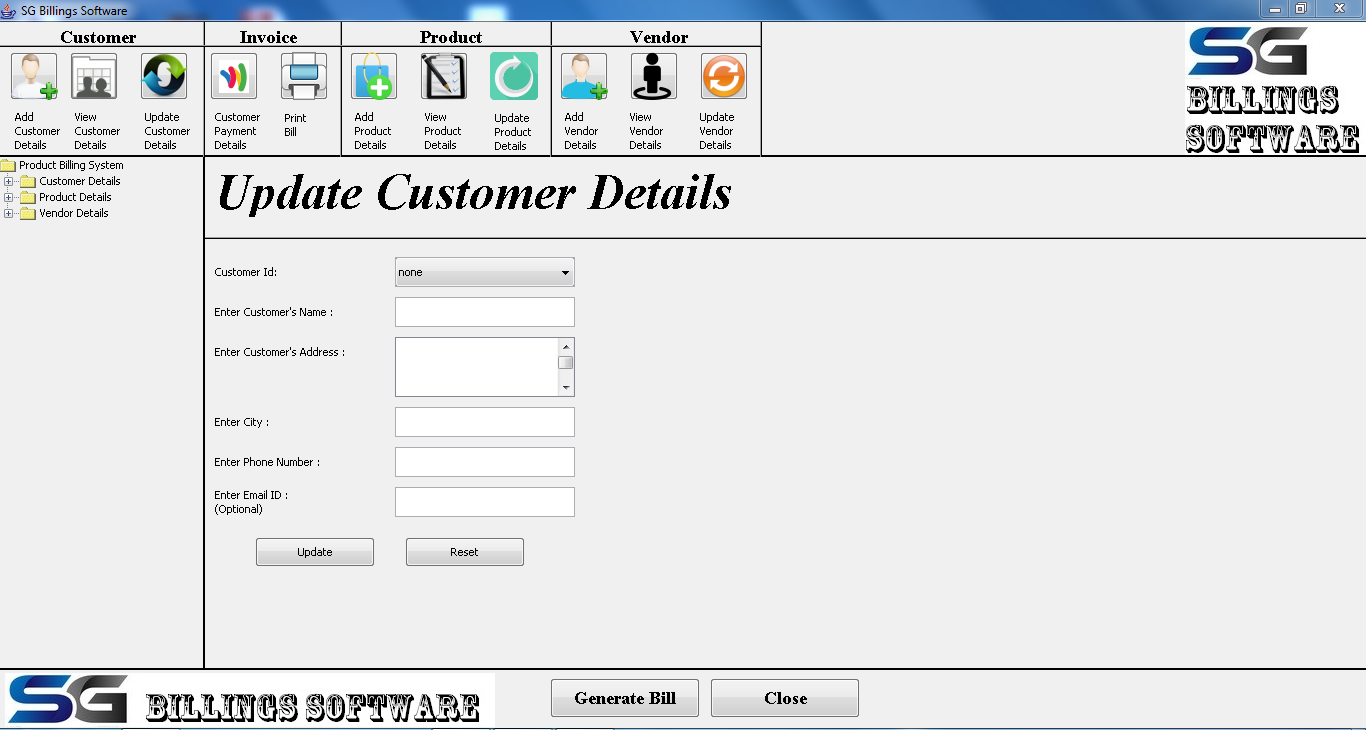 SG Billings Software
Customer
Invoice
Product
Vendor
Add
Customer
Details
View
Customer
Details
Update
Customer
Details
Customer
Payment
Details
Print
Bill
Add
Product
Details
View
Product
Details
Update
Product
Details
Add
Vendor
Details
View
Vendor
Details
Update
Vendor
Details
SG
BILLINGS
SOFTWARE
Product Billing System
Customer Details
Product Details
Vendor Details
Update Customer Details
Customer Id:
none
Enter Customer's Name :
Enter Customer's Address :
Enter City :
Enter Phone Number :
Enter Email ID :
(Optional)
Update
Reset
SG BILLINGS SOFTWARE
Generate Bill
Close